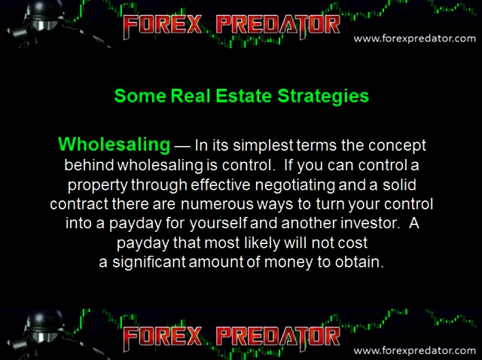 FOREX PREDATOR
www.forexpredator.com
Some Real Estate Strategies
Wholesaling — In its simplest terms the concept
behind wholesaling is control.  If you can control a
property through effective negotiating and a solid
contract there are numerous ways to turn your control
into a payday for yourself and another investor.  A
payday that most likely will not cost
a significant amount of money to obtain.
FOREX PREDATOR
www.forexpredator.com